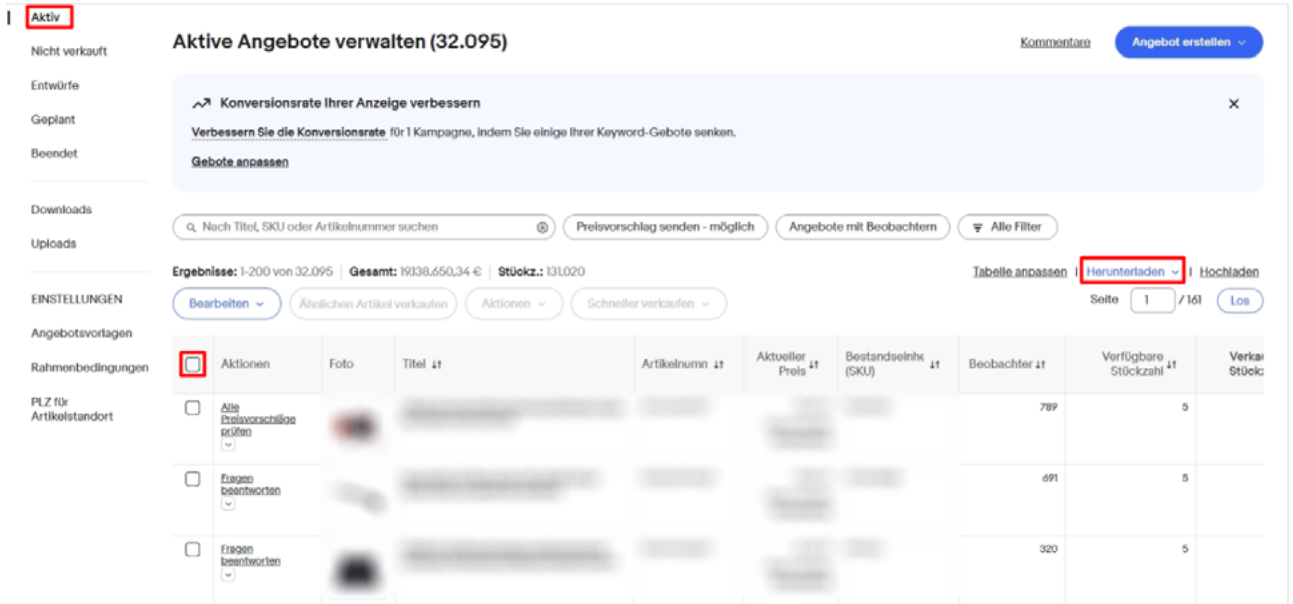 Aktiv
Nicht verkauft
Entwürfe
Geplant
Beendet
Downloads
Uploads
EINSTELLUNGEN
Angebotsvorlagen
Rahmenbedingungen
PLZ für
Artikelstandort
Aktive Angebote verwalten (32.095)
Kommentare
Angebot erstellen
Konversionsrate Ihrer Anzeige verbessern
Verbessern Sie die Konversionsrate für 1 Kampagne, indem Sie einige Ihrer Keyword-Gebote senken.
Gebote anpassen
Nach Titel, SKU oder Artikelnummer suchen
Preisvorschlag senden - möglich
Angebote mit Beobachtern
Alle Filter
Ergebnisse: 1-200 von 32.095 | Gesamt: 19.138.650,34 € | Stückz.: 131.020
Tabelle anpassen | Herunterladen | Hochladen
Bearbeiten
Ähnlichen Artikel verkaufen
Aktionen
Schneller verkaufen
Seite 1 / 161 Los
Aktionen
Foto
Titel
Artikelnumn
Aktueller
Preis
Bestandseinhe
(SKU)
Beobachter
Verfügbare
Stückzahl
Verkau
Stückz
Alle
Preisvorschläge
prüfen
789
5
Fragen
beantworten
691
5
Fragen
beantworten
320
5